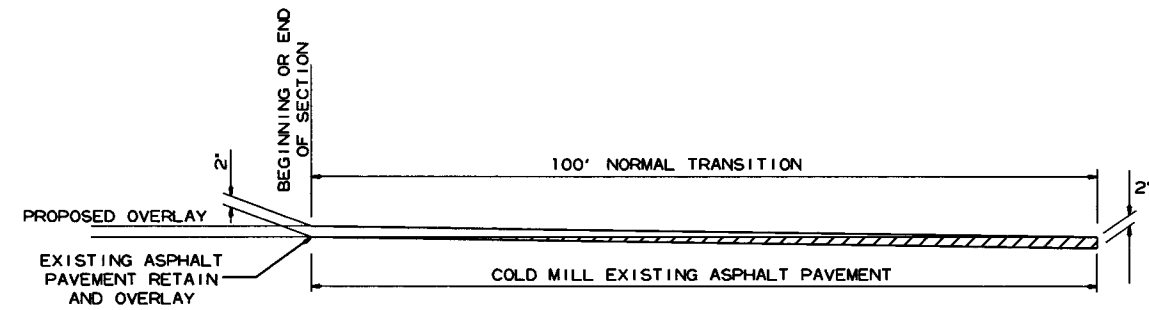 BEGINNING OR END
OF SECTION
2"
100' NORMAL TRANSITION
2"
PROPOSED OVERLAY
EXISTING ASPHALT
PAVEMENT RETAIN
AND OVERLAY
COLD MILL EXISTING ASPHALT PAVEMENT